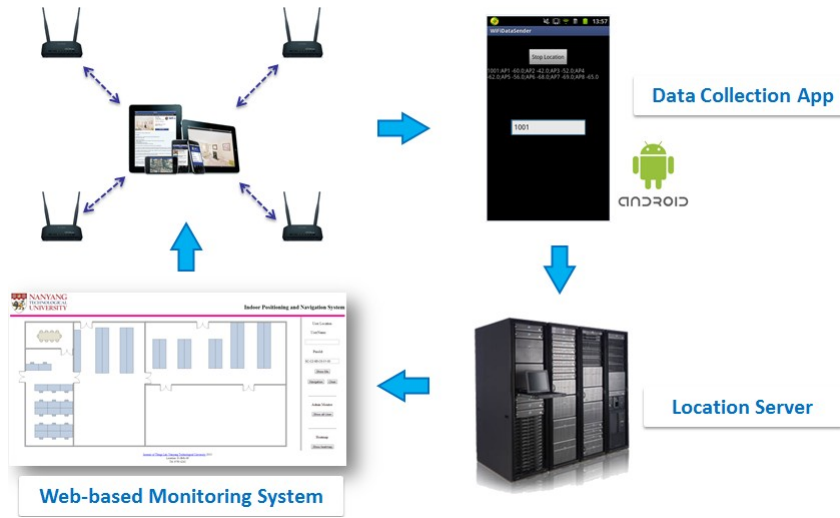 13:57
WiFiDataSender
Stop Location
1001:AP1 -60.0;AP2 -42.0;AP3 -52.0;AP4
-62.0;AP5 -56.0;AP6 -68.0;AP7 -69.0;AP8 -65.0
1001
Data Collection App
ANDROID
NANYANG
TECHNOLOGICAL
UNIVERSITY
Indoor Positioning and Navigation System
Location Server
Web-based Monitoring System